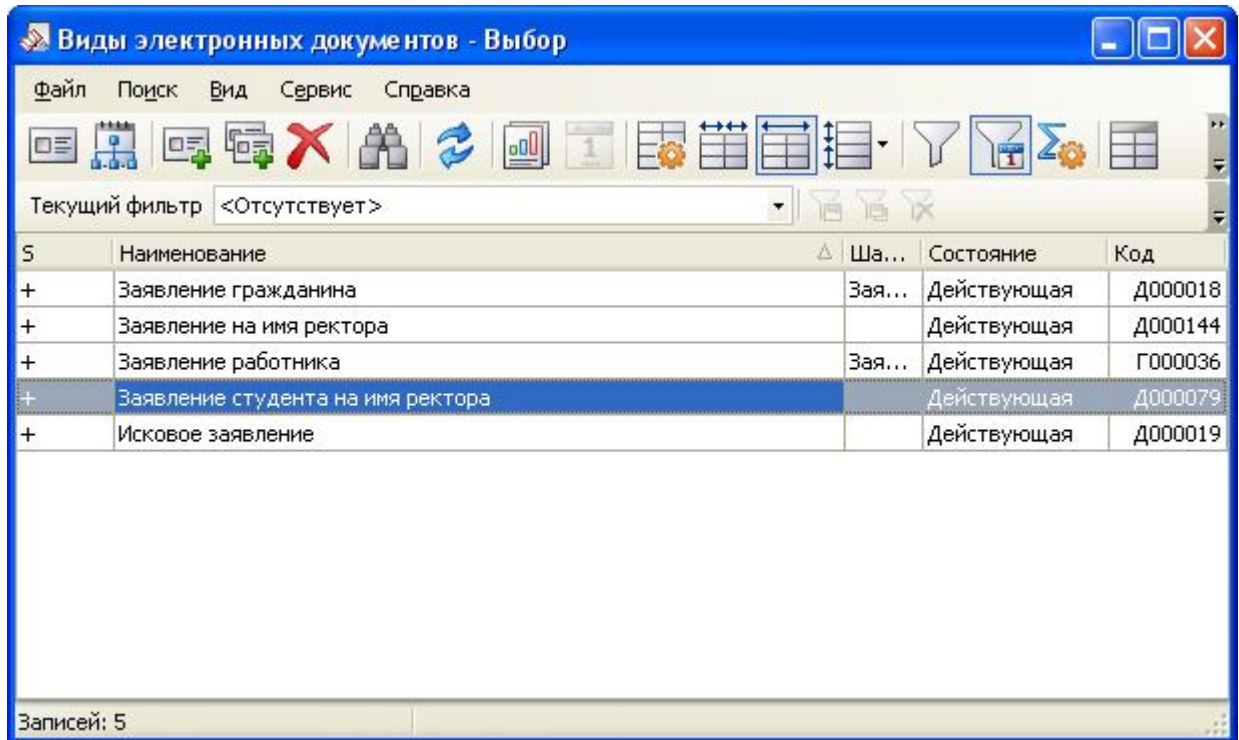 Виды электронных документов - Выбор
Файл Поиск Вид Сервис Справка
1
Текущий фильтр <Отсутствует>
S Наименование Ша... Состояние Код
+ Заявление гражданина Зая... Действующая Д000018
+ Заявление на имя ректора Действующая Д000144
+ Заявление работника Зая... Действующая Г000036
+ Заявление студента на имя ректора Действующая Д000079
+ Исковое заявление Действующая Д000019
Записей: 5